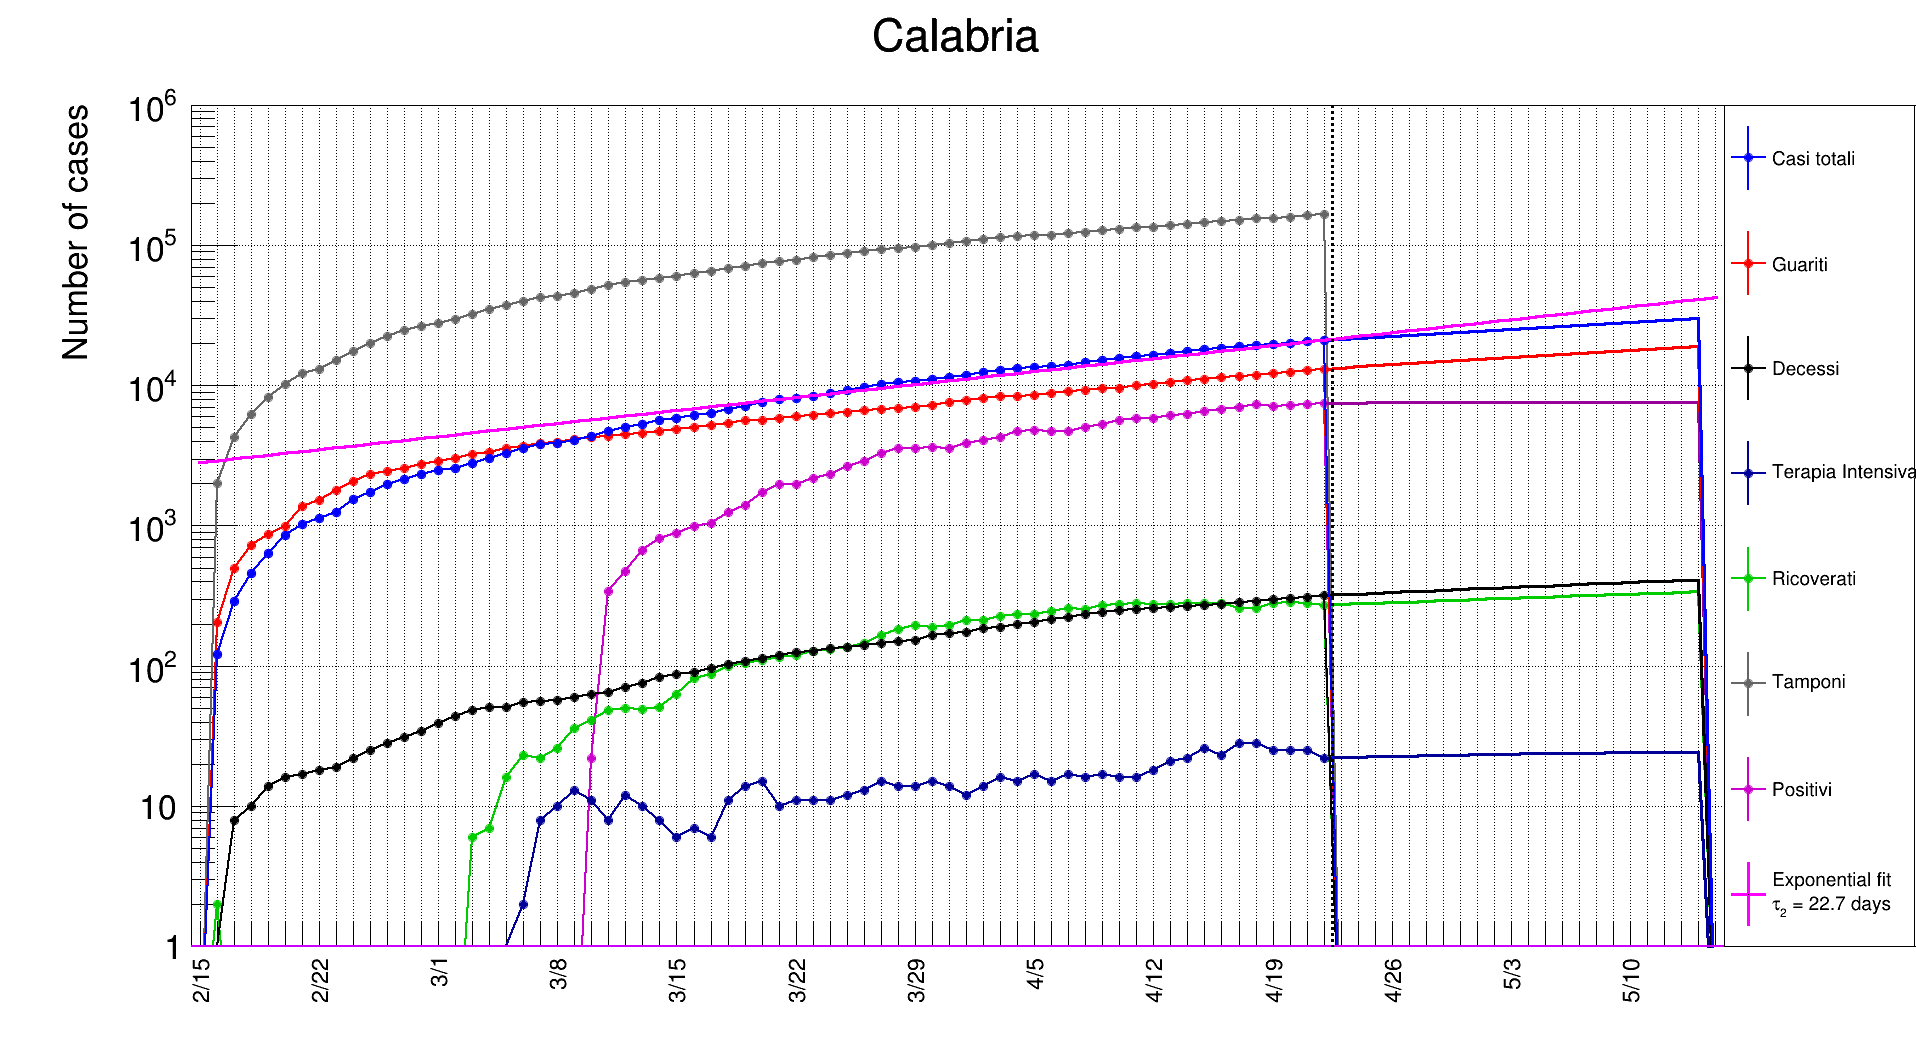 Calabria
Number of cases
10^6
10^5
10^4
10^3
10^2
10
1
2/15
2/22
3/1
3/8
3/15
3/22
3/29
4/5
4/12
4/19
4/26
5/3
5/10
Casi totali
Guariti
Decessi
Terapia Intensiva
Ricoverati
Tamponi
Positivi
Exponential fit
τ₂ = 22.7 days